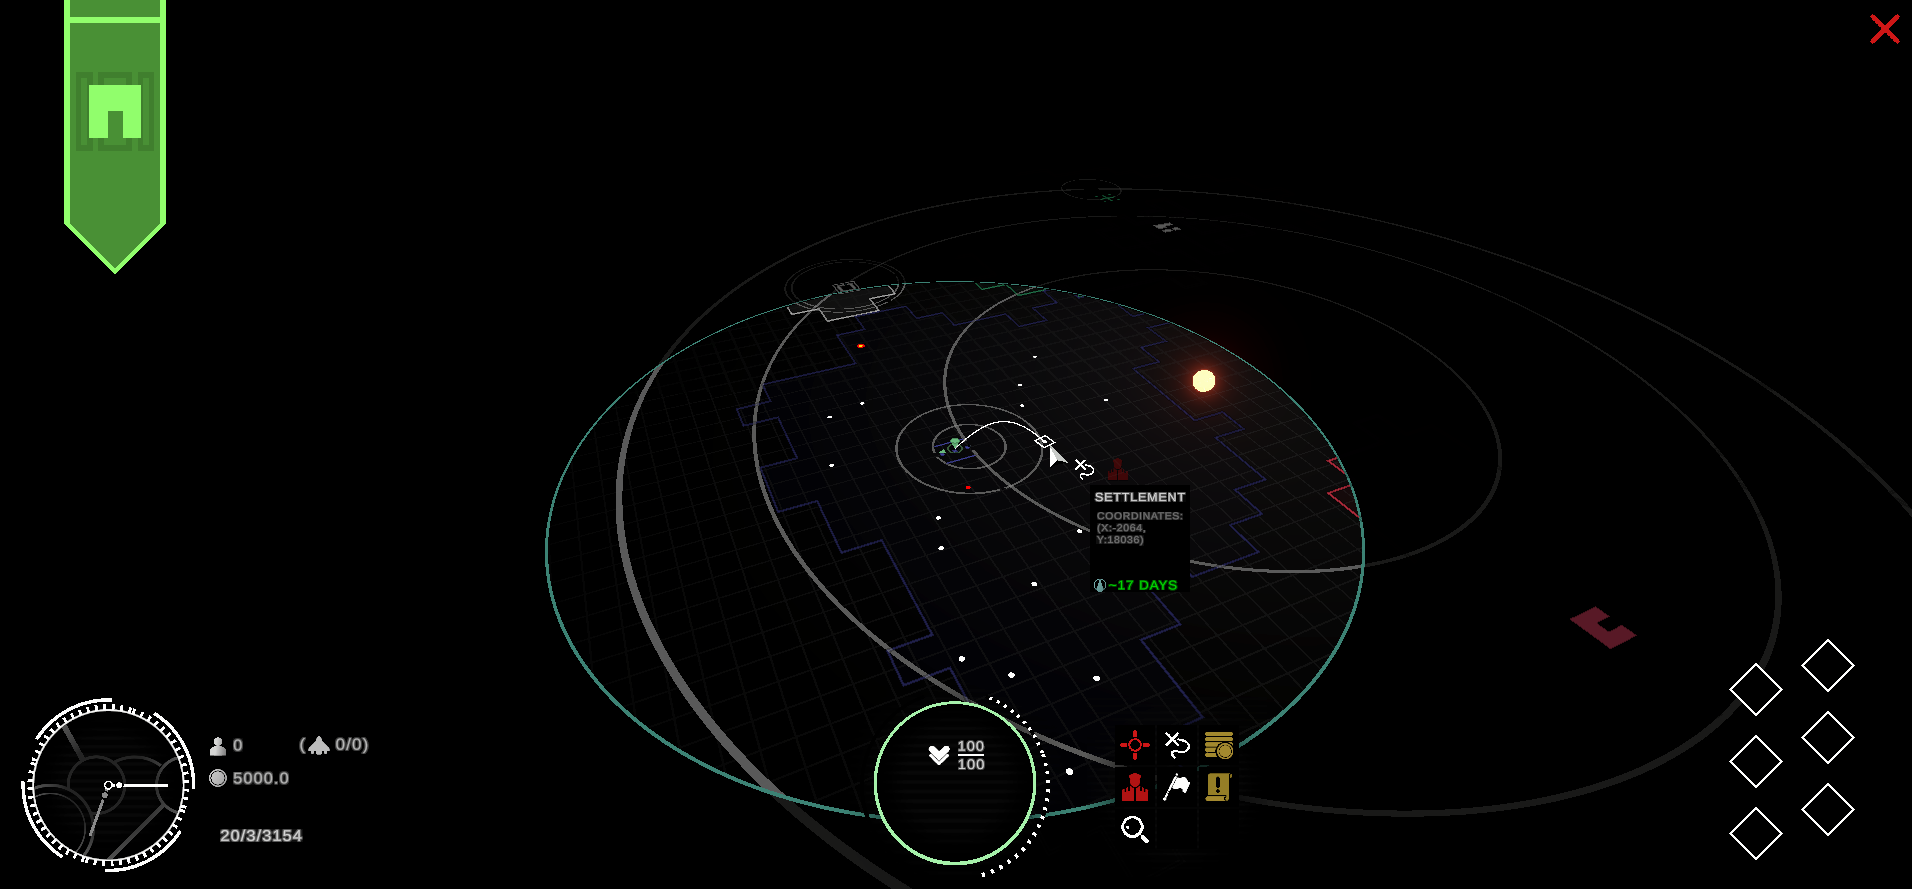 SETTLEMENT
COORDINATES:
(X:-2064,
Y:18036)
~17 DAYS
0
( 0/0)
5000.0
20/3/3154
100
100